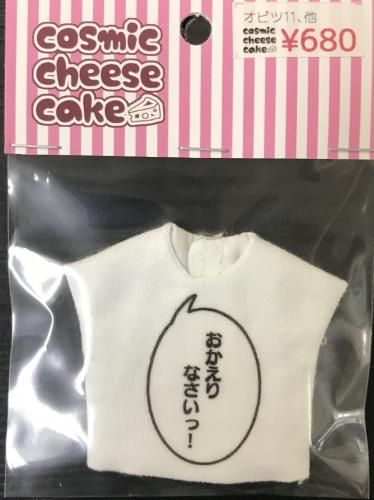 cosmic
cheese
cake
オビツ11、他
cosmic
cheese
cake
¥680
おかえり
なさいっ!